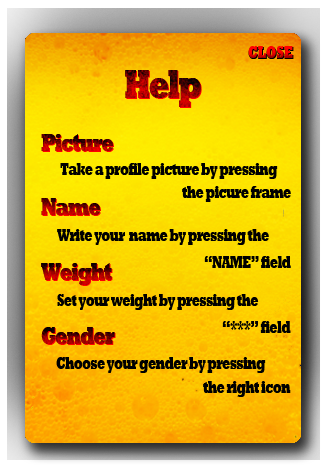 CLOSE
Help
Picture
Take a profile picture by pressing
the picure frame
Name
Write your name by pressing the
“NAME” field
Weight
Set your weight by pressing the
“***” field
Gender
Choose your gender by pressing
the right icon